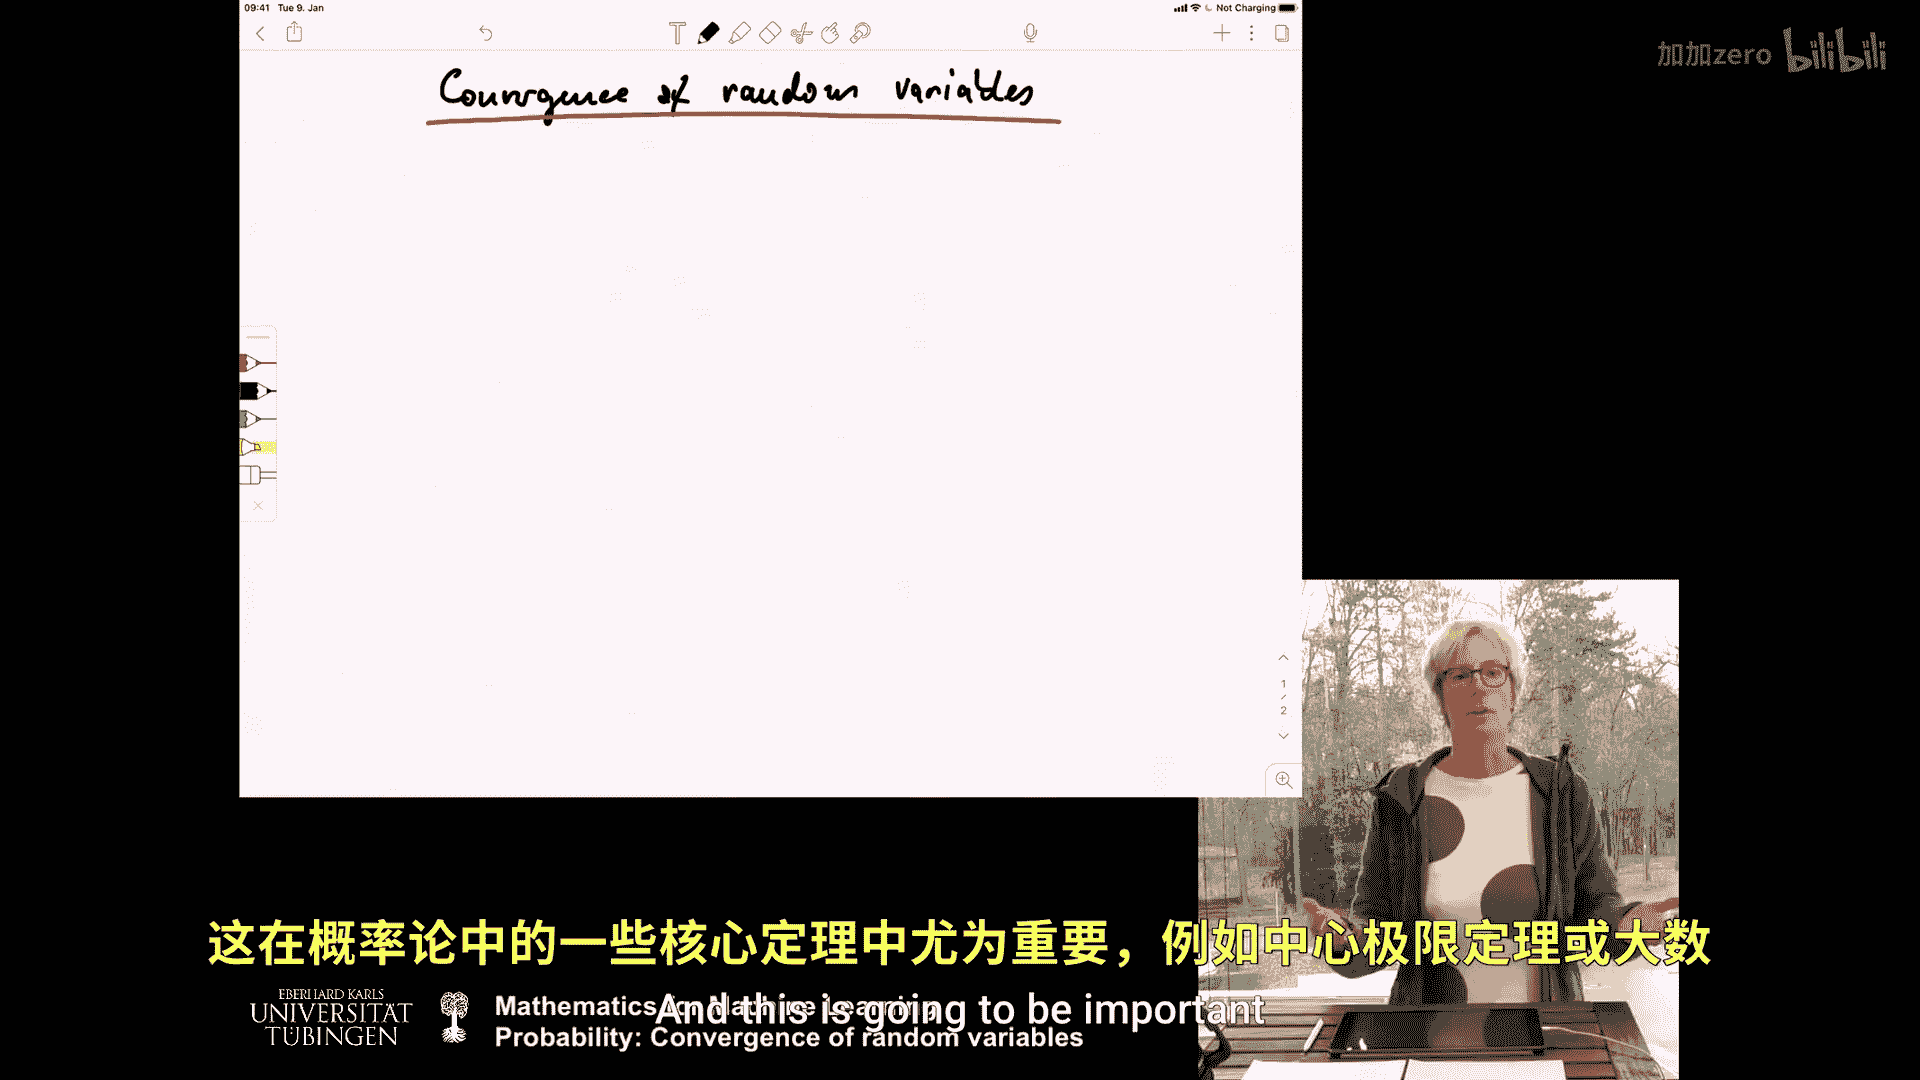 09:41 Tue 9. Jan
Not Charging
加加zero bilibili
Convergence of random variables
1
/
2
这在概率论中的一些核心定理中尤为重要，例如中心极限定理或大数
And this is going to be important
EBERHARD KARLS
UNIVERSITÄT
TÜBINGEN
Mathematics for Machine Learning
Probability: Convergence of random variables